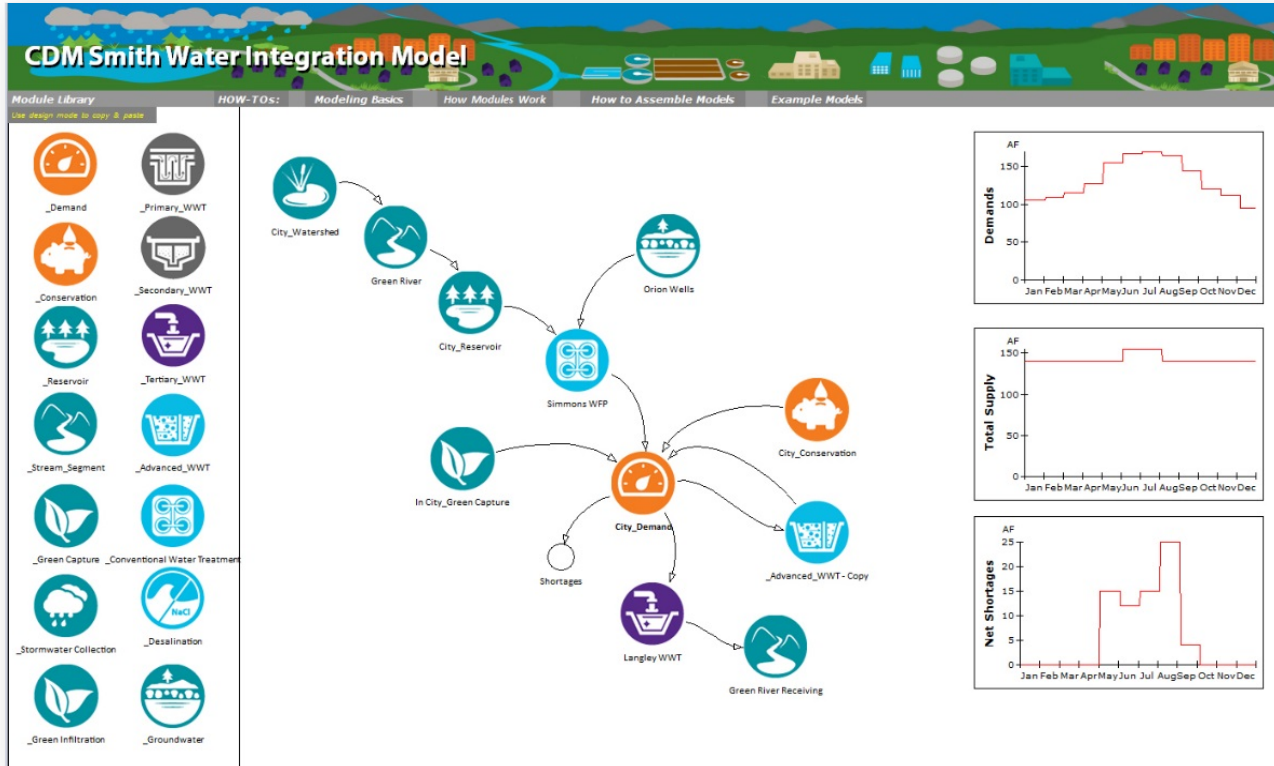 CDM Smith Water Integration Model
Module Library HOW-TOs: Modeling Basics How Modules Work How to Assemble Models Example Models
Use design mode to copy & paste
_Demand _Primary_WWT
_Conservation _Secondary_WWT
_Reservoir _Tertiary_WWT
_Stream_Segment _Advanced_WWT
_Green Capture _Conventional Water Treatment
NaCl
_Stormwater Collection _Desalination
_Green Infiltration _Groundwater
City_Watershed
Green River
Orion Wells
City_Reservoir
Simmons WFP
City_Conservation
In City_Green Capture
City_Demand
Shortages
_Advanced_WWT - Copy
Langley WWT
Green River Receiving
AF
150
100
50
0
Demands
Jan Feb Mar Apr May Jun Jul Aug Sep Oct Nov Dec
AF
150
100
50
0
Total Supply
Jan Feb Mar Apr May Jun Jul Aug Sep Oct Nov Dec
AF
25
20
15
10
5
0
Net Shortages
Jan Feb Mar Apr May Jun Jul Aug Sep Oct Nov Dec